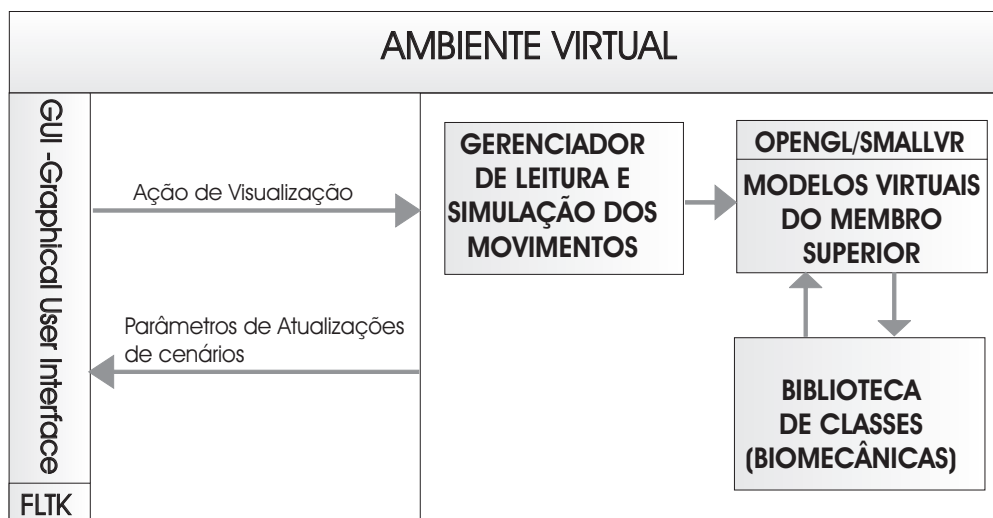 AMBIENTE VIRTUAL
GUI -Graphical User Interface
FLTK
Ação de Visualização
Parâmetros de Atualizações
de cenários
GERENCIADOR
DE LEITURA E
SIMULAÇÃO DOS
MOVIMENTOS
OPENGL/SMALLVR
MODELOS VIRTUAIS
DO MEMBRO
SUPERIOR
BIBLIOTECA
DE CLASSES
(BIOMECÂNICAS)